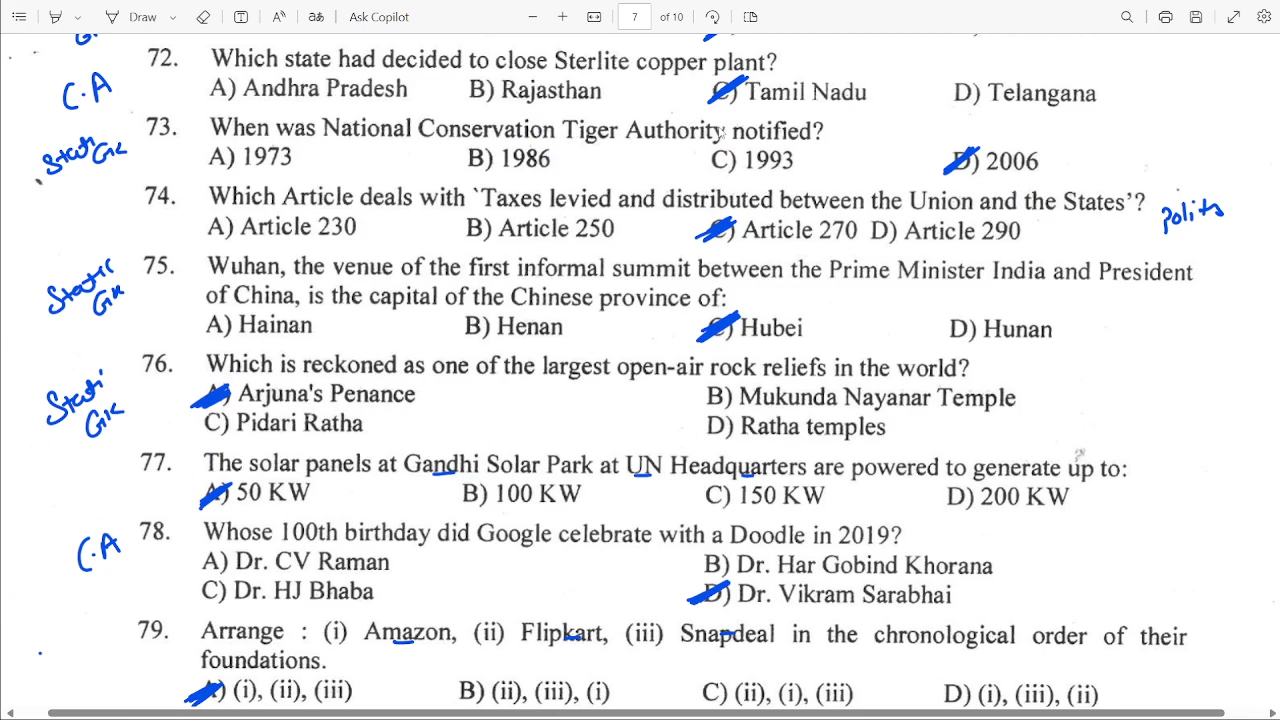 Draw
Ask Copilot
7
of 10
72. Which state had decided to close Sterlite copper plant?
C.A
A) Andhra Pradesh B) Rajasthan C) Tamil Nadu D) Telangana
73. When was National Conservation Tiger Authority notified?
Stati GK
A) 1973 B) 1986 C) 1993 D) 2006
74. Which Article deals with `Taxes levied and distributed between the Union and the States'?
A) Article 230 B) Article 250 C) Article 270 D) Article 290
Polity
75. Wuhan, the venue of the first informal summit between the Prime Minister India and President
Static
GK
of China, is the capital of the Chinese province of:
A) Hainan B) Henan C) Hubei D) Hunan
76. Which is reckoned as one of the largest open-air rock reliefs in the world?
Stati
GK
A) Arjuna's Penance B) Mukunda Nayanar Temple
C) Pidari Ratha D) Ratha temples
77. The solar panels at Gandhi Solar Park at UN Headquarters are powered to generate up to:
A) 50 KW B) 100 KW C) 150 KW D) 200 KW
78. Whose 100th birthday did Google celebrate with a Doodle in 2019?
C.A
A) Dr. CV Raman B) Dr. Har Gobind Khorana
C) Dr. HJ Bhaba D) Dr. Vikram Sarabhai
79. Arrange : (i) Amazon, (ii) Flipkart, (iii) Snapdeal in the chronological order of their
foundations.
A) (i), (ii), (iii) B) (ii), (iii), (i) C) (ii), (i), (iii) D) (i), (iii), (ii)